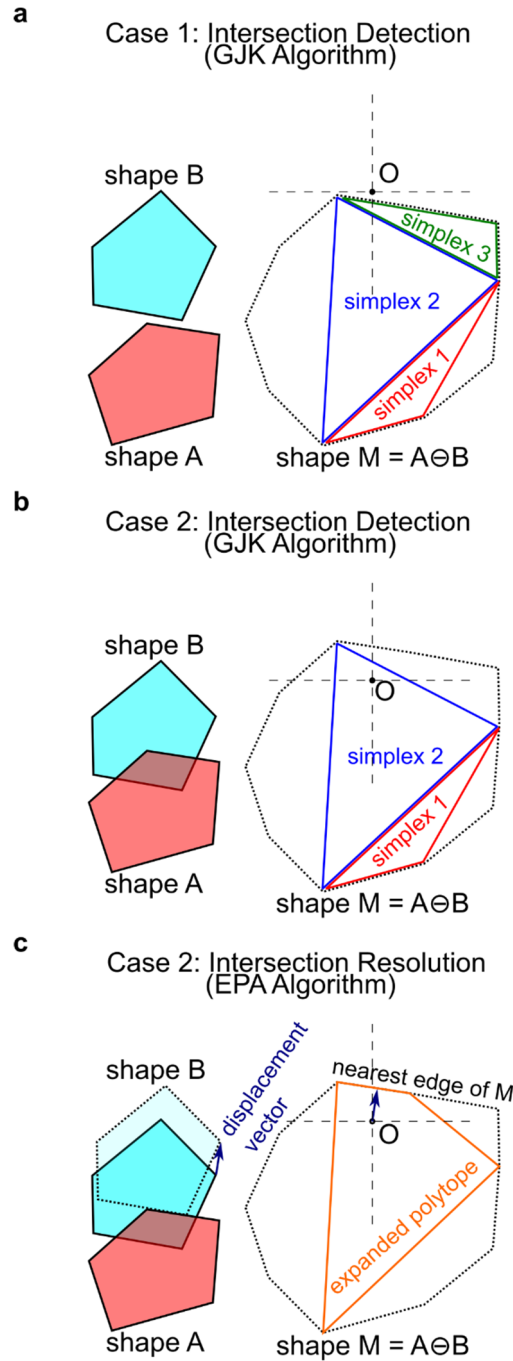 a
Case 1: Intersection Detection
(GJK Algorithm)
shape B
O
simplex 3
simplex 2
simplex 1
shape A
shape M = A⊖B
b
Case 2: Intersection Detection
(GJK Algorithm)
shape B
O
simplex 2
simplex 1
shape A
shape M = A⊖B
c
Case 2: Intersection Resolution
(EPA Algorithm)
shape B
displacement
vector
nearest edge of M
O
expanded polytope
shape A
shape M = A⊖B